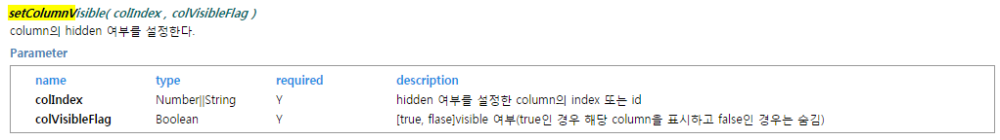 setColumnVisible( colIndex , colVisibleFlag )
column의 hidden 여부를 설정한다.
Parameter
name type required description
colIndex Number||String Y hidden 여부를 설정한 column의 index 또는 id
colVisibleFlag Boolean Y [true, flase]visible 여부(true인 경우 해당 column을 표시하고 false인 경우는 숨김)